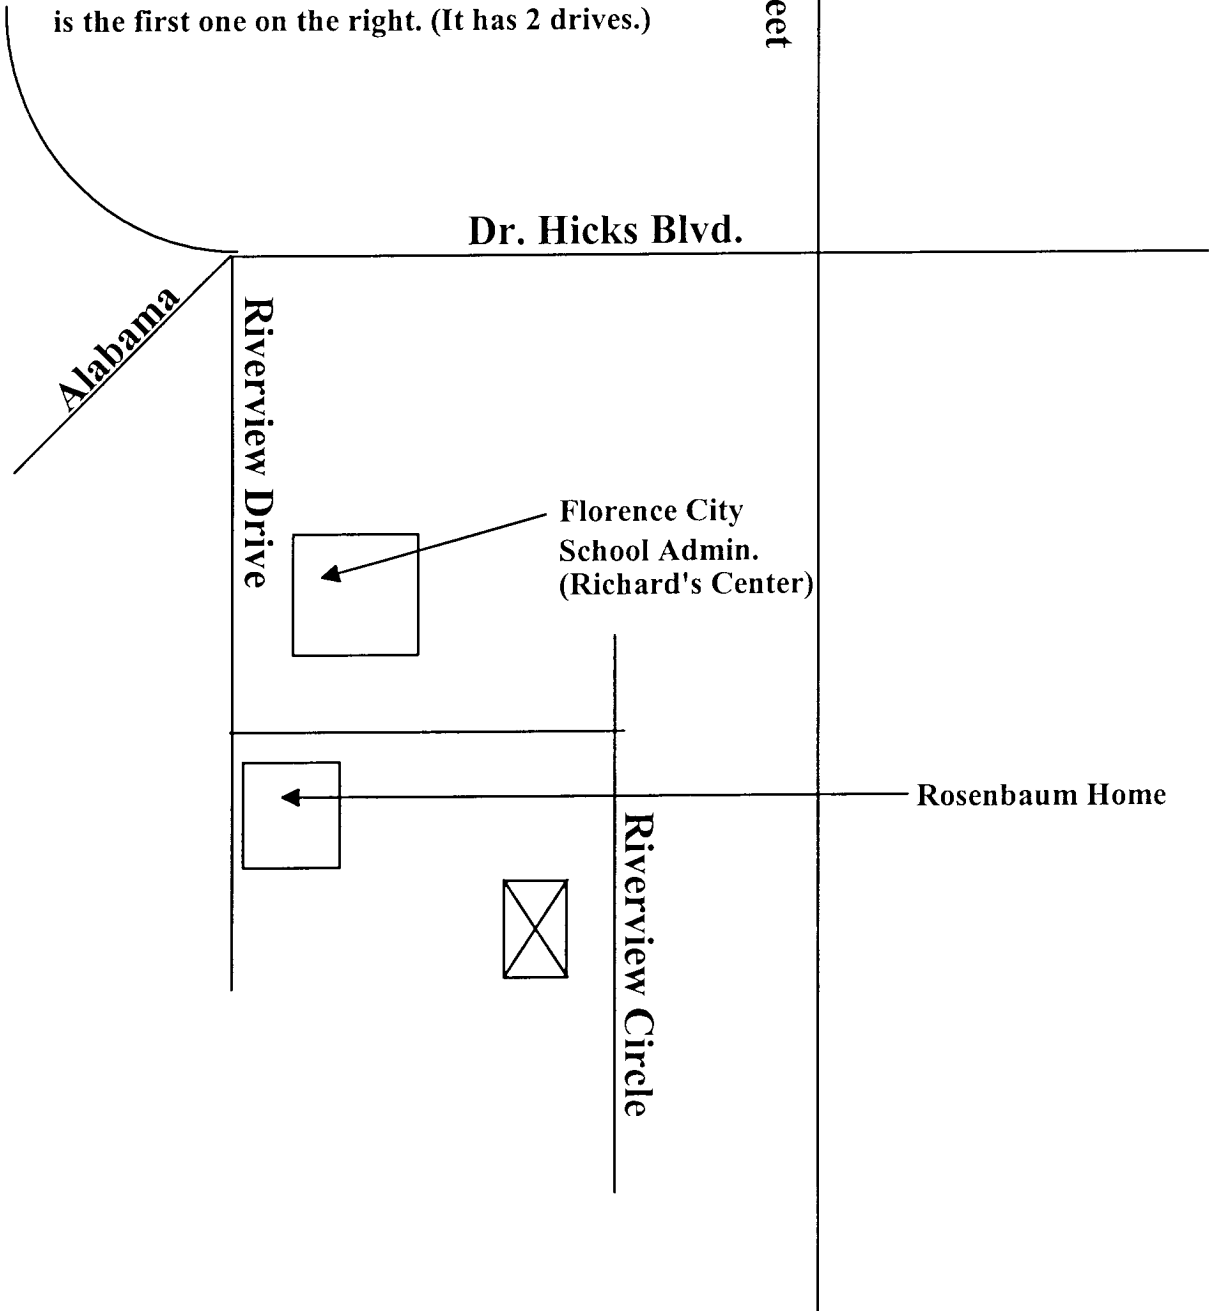 is the first one on the right. (It has 2 drives.)
Dr. Hicks Blvd.
Alabama
Riverview Drive
Florence City
School Admin.
(Richard's Center)
Rosenbaum Home
Riverview Circle